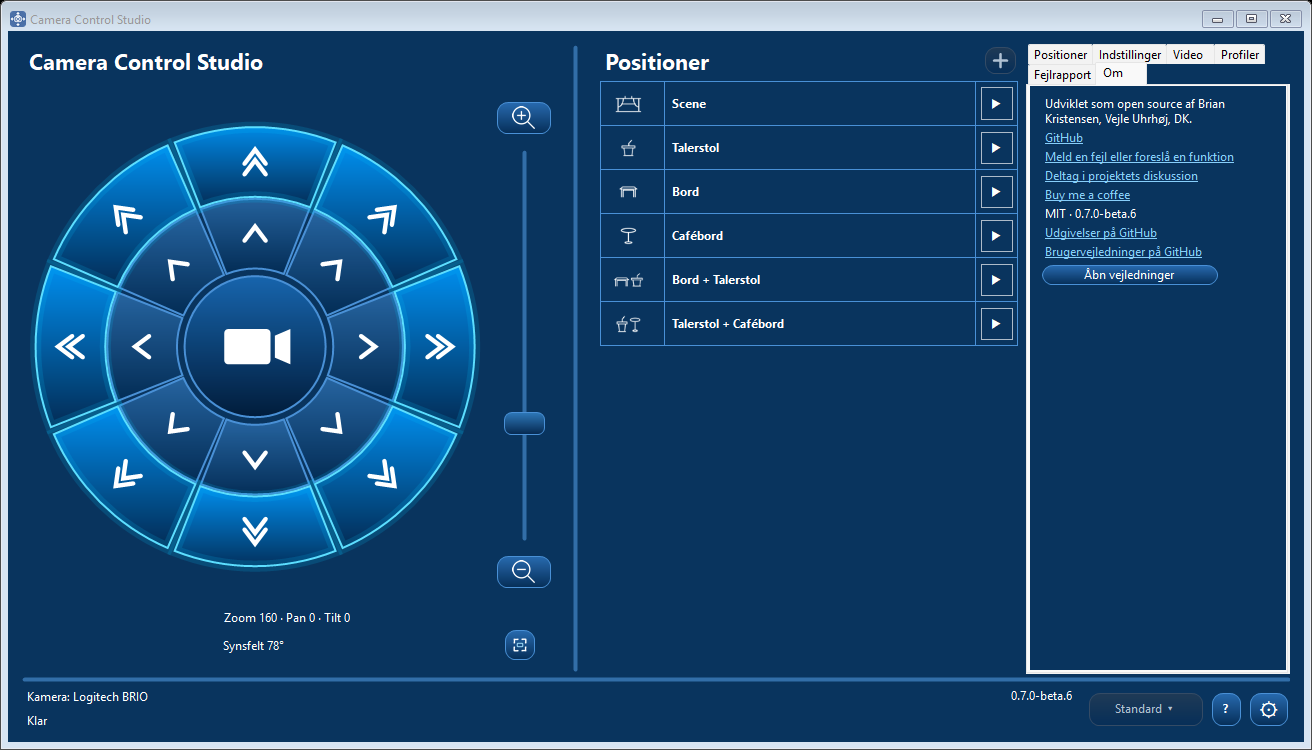 Camera Control Studio
Camera Control Studio
Zoom 160 · Pan 0 · Tilt 0
Synsfelt 78°
Positioner
+
Scene
Talerstol
Bord
Cafébord
Bord + Talerstol
Talerstol + Cafébord
Positioner Indstillinger Video Profiler
Fejlrapport Om
Udviklet som open source af Brian
Kristensen, Vejle Uhrhøj, DK.
GitHub
Meld en fejl eller foreslå en funktion
Deltag i projektets diskussion
Buy me a coffee
MIT · 0.7.0-beta.6
Udgivelser på GitHub
Brugervejledninger på GitHub
Åbn vejledninger
Kamera: Logitech BRIO
Klar
0.7.0-beta.6
Standard
?